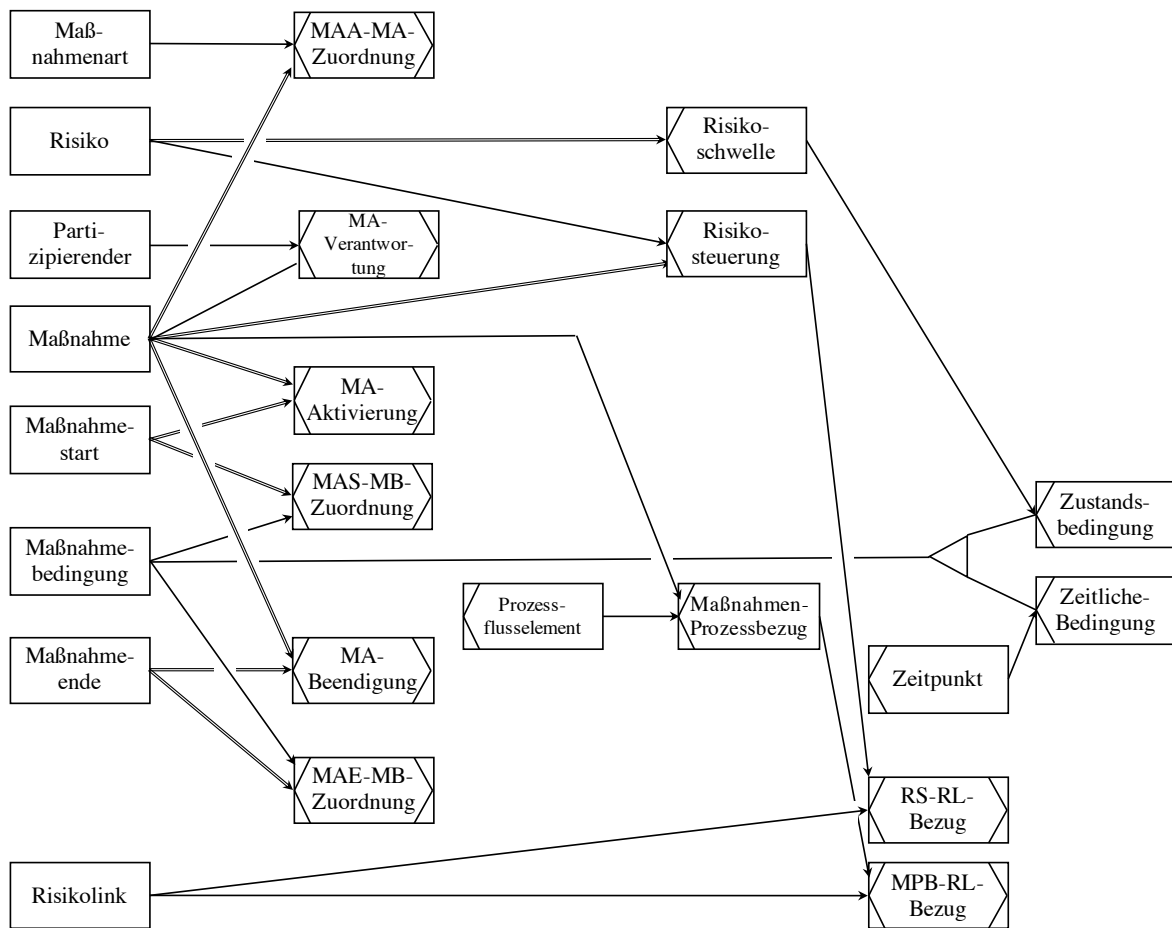 Maß-
nahmenart
MAA-MA-
Zuordnung
Risiko
Risiko-
schwelle
Parti-
zipierender
MA-
Verantwor-
tung
Risiko-
steuerung
Maßnahme
MA-
Aktivierung
Maßnahme-
start
MAS-MB-
Zuordnung
Zustands-
bedingung
Maßnahme-
bedingung
Prozess-
flusselement
Maßnahmen-
Prozessbezug
Zeitliche-
Bedingung
Maßnahme-
ende
MA-
Beendigung
Zeitpunkt
MAE-MB-
Zuordnung
RS-RL-
Bezug
Risikolink
MPB-RL-
Bezug